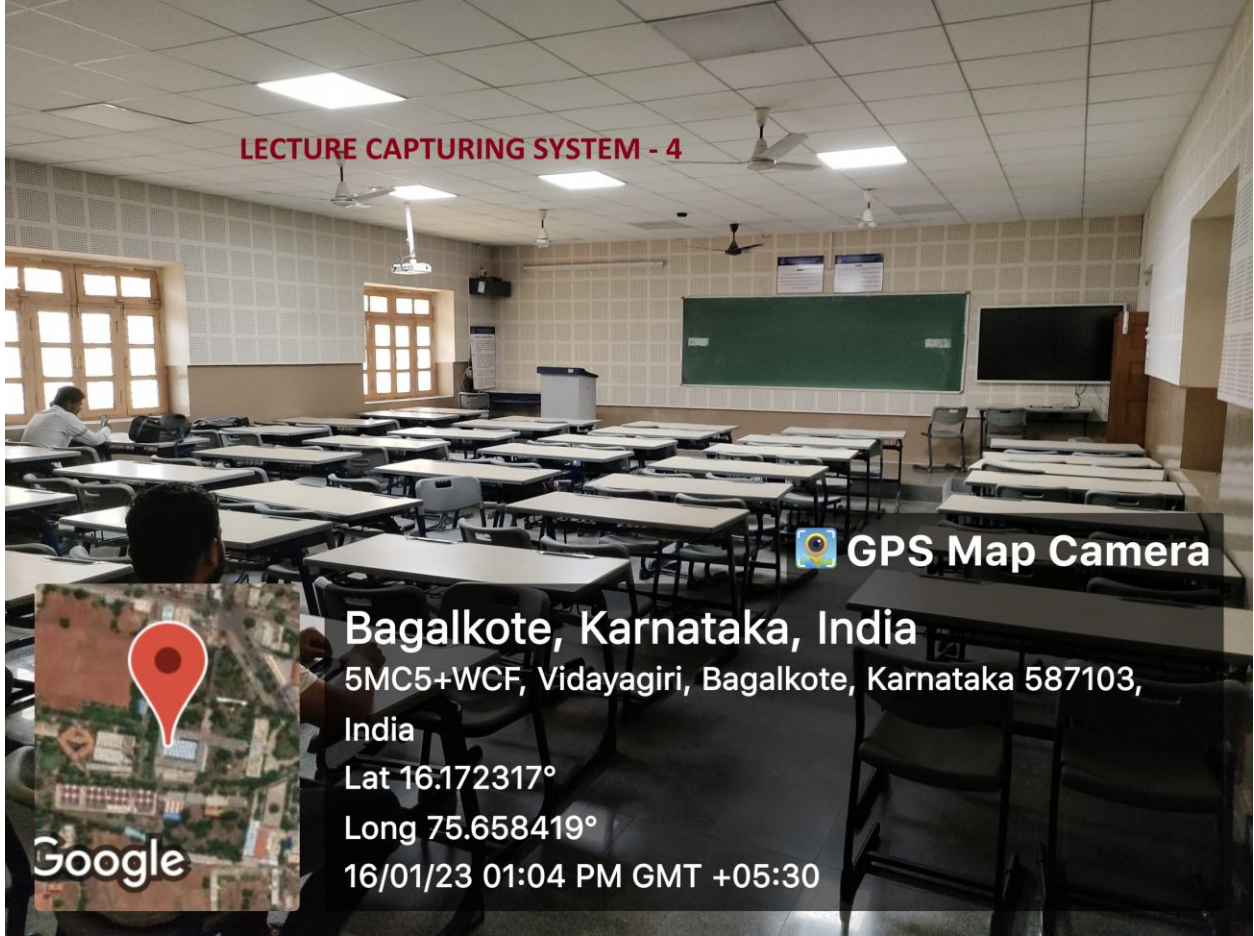 LECTURE CAPTURING SYSTEM - 4
GPS Map Camera
Bagalkote, Karnataka, India
5MC5+WCF, Vidayagiri, Bagalkote, Karnataka 587103,
India
Lat 16.172317°
Long 75.658419°
16/01/23 01:04 PM GMT +05:30
Google